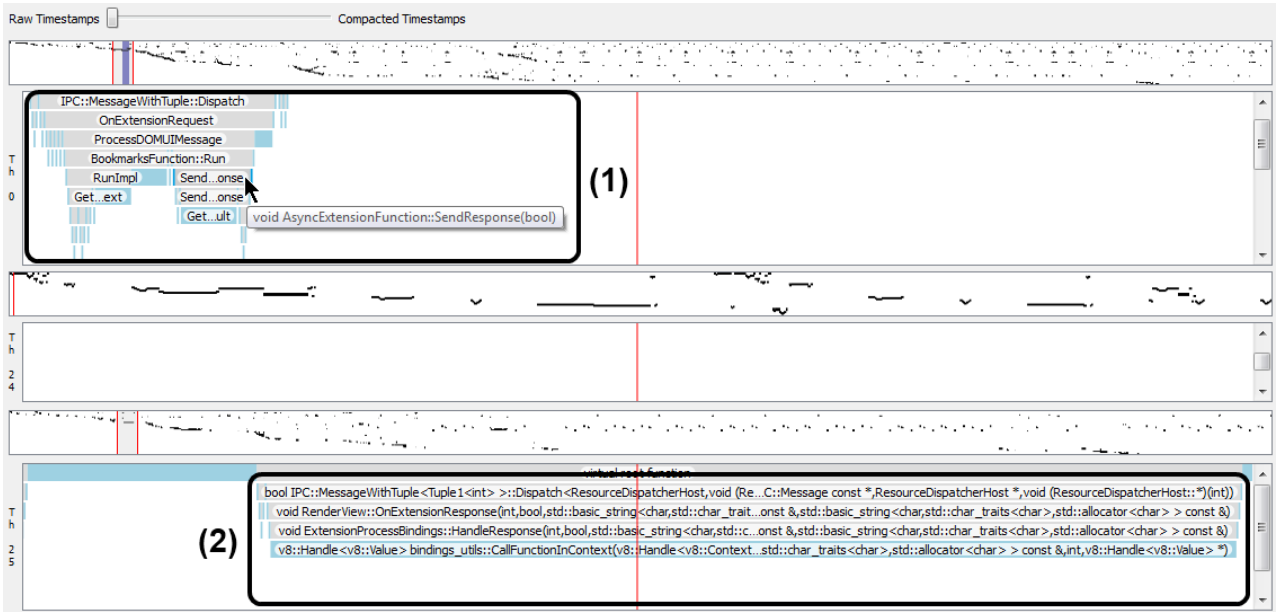 Raw Timestamps
Compacted Timestamps
IPC::MessageWithTuple::Dispatch
OnExtensionRequest
ProcessDOMUIMessage
BookmarksFunction::Run
RunImpl
Send...onse
Get...ext
Send...onse
Get...ult
void AsyncExtensionFunction::SendResponse(bool)
(1)
T
h
0
T
h
2
4
virtual root function
bool IPC::MessageWithTuple<Tuple1<int> >::Dispatch<ResourceDispatcherHost,void (Re...C::Message const *,ResourceDispatcherHost *,void (ResourceDispatcherHost::*)(int))
void RenderView::OnExtensionResponse(int,bool,std::basic_string<char,std::char_trait...onst &,std::basic_string<char,std::char_traits<char>,std::allocator<char> > const &)
void ExtensionProcessBindings::HandleResponse(int,bool,std::basic_string<char,std::c...onst &,std::basic_string<char,std::char_traits<char>,std::allocator<char> > const &)
v8::Handle<v8::Value> bindings_utils::CallFunctionInContext(v8::Handle<v8::Context...std::char_traits<char>,std::allocator<char> > const &,int,v8::Handle<v8::Value> *)
(2)
T
h
2
5